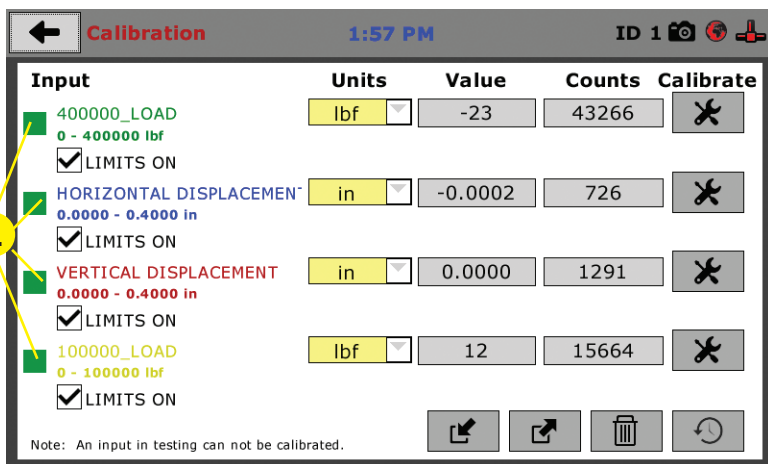 Calibration 1:57 PM ID 1
Input Units Value Counts Calibrate
400000_LOAD lbf -23 43266
0 - 400000 lbf
LIMITS ON
HORIZONTAL DISPLACEMEN in -0.0002 726
0.0000 - 0.4000 in
LIMITS ON
VERTICAL DISPLACEMENT in 0.0000 1291
0.0000 - 0.4000 in
LIMITS ON
100000_LOAD lbf 12 15664
0 - 100000 lbf
LIMITS ON
Note: An input in testing can not be calibrated.